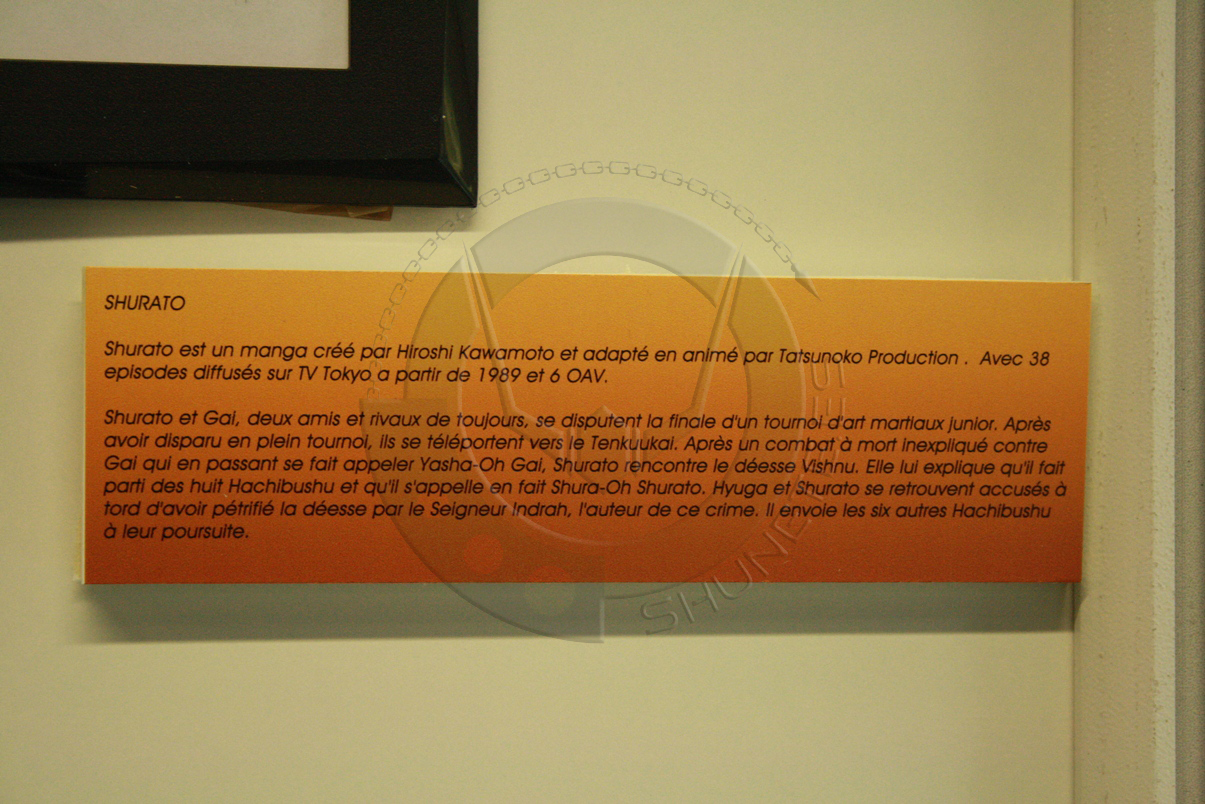 SHURATO
Shurato est un manga créé par Hiroshi Kawamoto et adapté en animé par Tatsunoko Production . Avec 38
episodes diffusés sur TV Tokyo a partir de 1989 et 6 OAV.
Shurato et Gai, deux amis et rivaux de toujours, se disputent la finale d'un tournoi d'art martiaux junior. Après
avoir disparu en plein tournoi, ils se téléportent vers le Tenkuukai. Après un combat à mort inexpliqué contre
Gai qui en passant se fait appeler Yasha-Oh Gai, Shurato rencontre le déesse Vishnu. Elle lui explique qu'il fait
parti des huit Hachibushu et qu'il s'appelle en fait Shura-Oh Shurato. Hyuga et Shurato se retrouvent accusés à
tord d'avoir pétrifié la déesse par le Seigneur Indrah, l'auteur de ce crime. Il envoie les six autres Hachibushu
à leur poursuite.